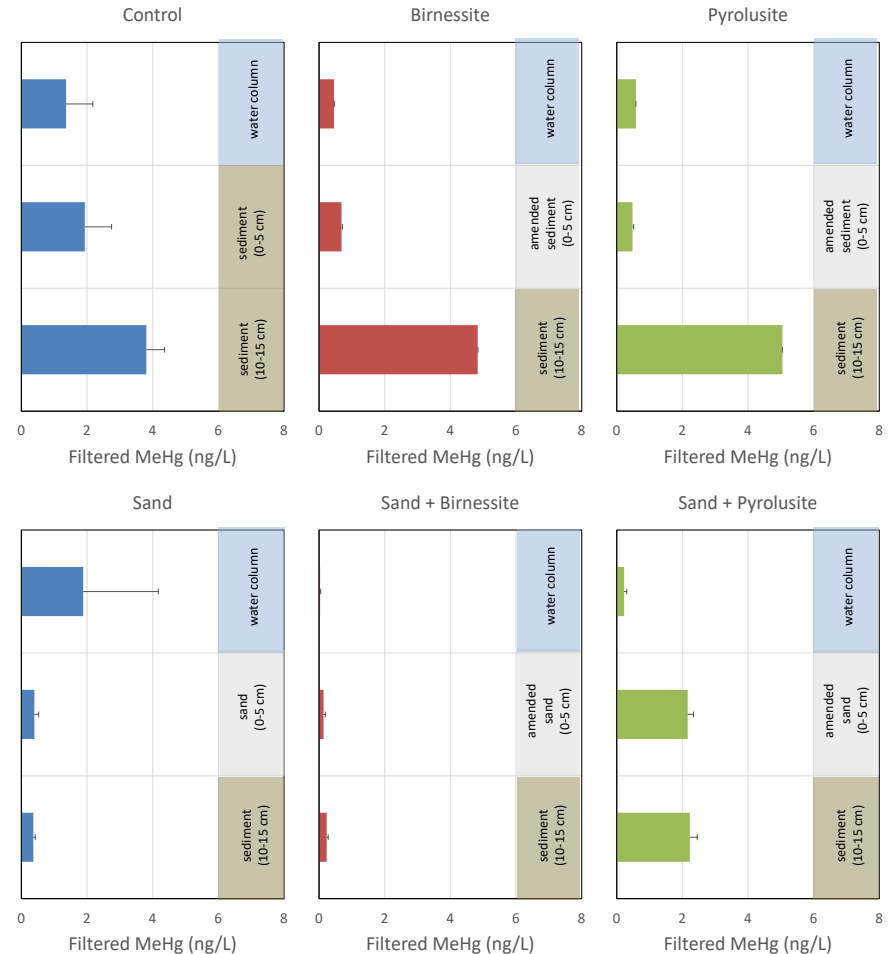 Control
Birnessite
Pyrolusite
water column
sediment
(0-5 cm)
sediment
(10-15 cm)
water column
amended
sediment
(0-5 cm)
sediment
(10-15 cm)
water column
amended
sediment
(0-5 cm)
sediment
(10-15 cm)
0 2 4 6 8
0 2 4 6 8
0 2 4 6 8
Filtered MeHg (ng/L)
Filtered MeHg (ng/L)
Filtered MeHg (ng/L)
Sand
Sand + Birnessite
Sand + Pyrolusite
water column
sand
(0-5 cm)
sediment
(10-15 cm)
water column
amended
sand
(0-5 cm)
sediment
(10-15 cm)
water column
amended
sand
(0-5 cm)
sediment
(10-15 cm)
0 2 4 6 8
0 2 4 6 8
0 2 4 6 8
Filtered MeHg (ng/L)
Filtered MeHg (ng/L)
Filtered MeHg (ng/L)